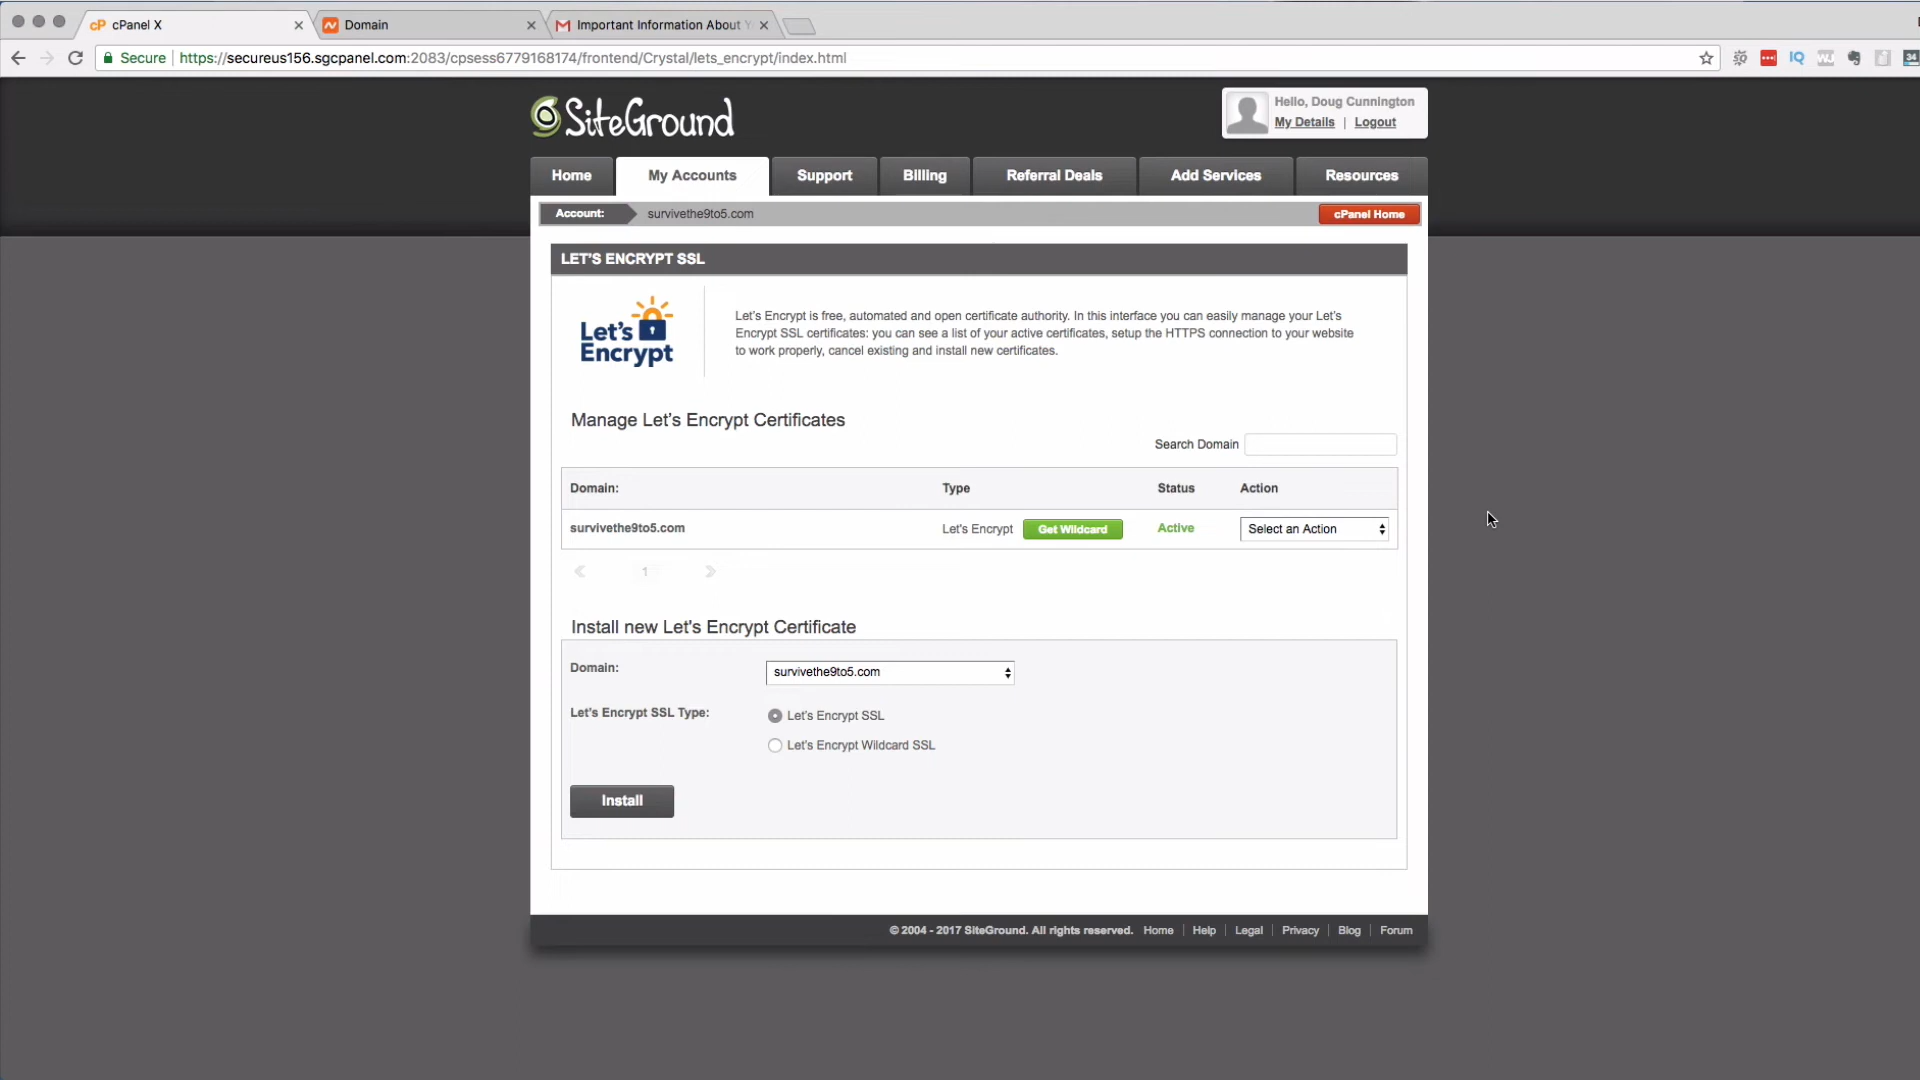 cP cPanel X
Domain
Important Information About Y
Secure | https://secureus156.sgcpanel.com:2083/cpsess6779168174/frontend/Crystal/lets_encrypt/index.html
IQ
34
SiteGround
Hello, Doug Cunnington
My Details | Logout
Home
My Accounts
Support
Billing
Referral Deals
Add Services
Resources
Account:
survivethe9to5.com
cPanel Home
LET'S ENCRYPT SSL
Let's Encrypt
Let's Encrypt is free, automated and open certificate authority. In this interface you can easily manage your Let's
Encrypt SSL certificates: you can see a list of your active certificates, setup the HTTPS connection to your website
to work properly, cancel existing and install new certificates.
Manage Let's Encrypt Certificates
Search Domain
Domain: Type Status Action
survivethe9to5.com Let's Encrypt Get Wildcard Active Select an Action
1
Install new Let's Encrypt Certificate
Domain: survivethe9to5.com
Let's Encrypt SSL Type: Let's Encrypt SSL
Let's Encrypt Wildcard SSL
Install
© 2004 - 2017 SiteGround. All rights reserved. Home | Help | Legal | Privacy | Blog | Forum